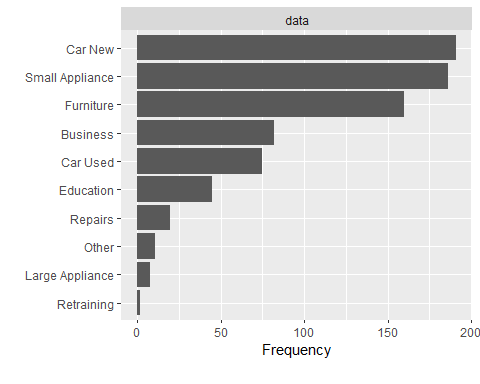 data
Car New
Small Appliance
Furniture
Business
Car Used
Education
Repairs
Other
Large Appliance
Retraining
0 50 100 150 200
Frequency